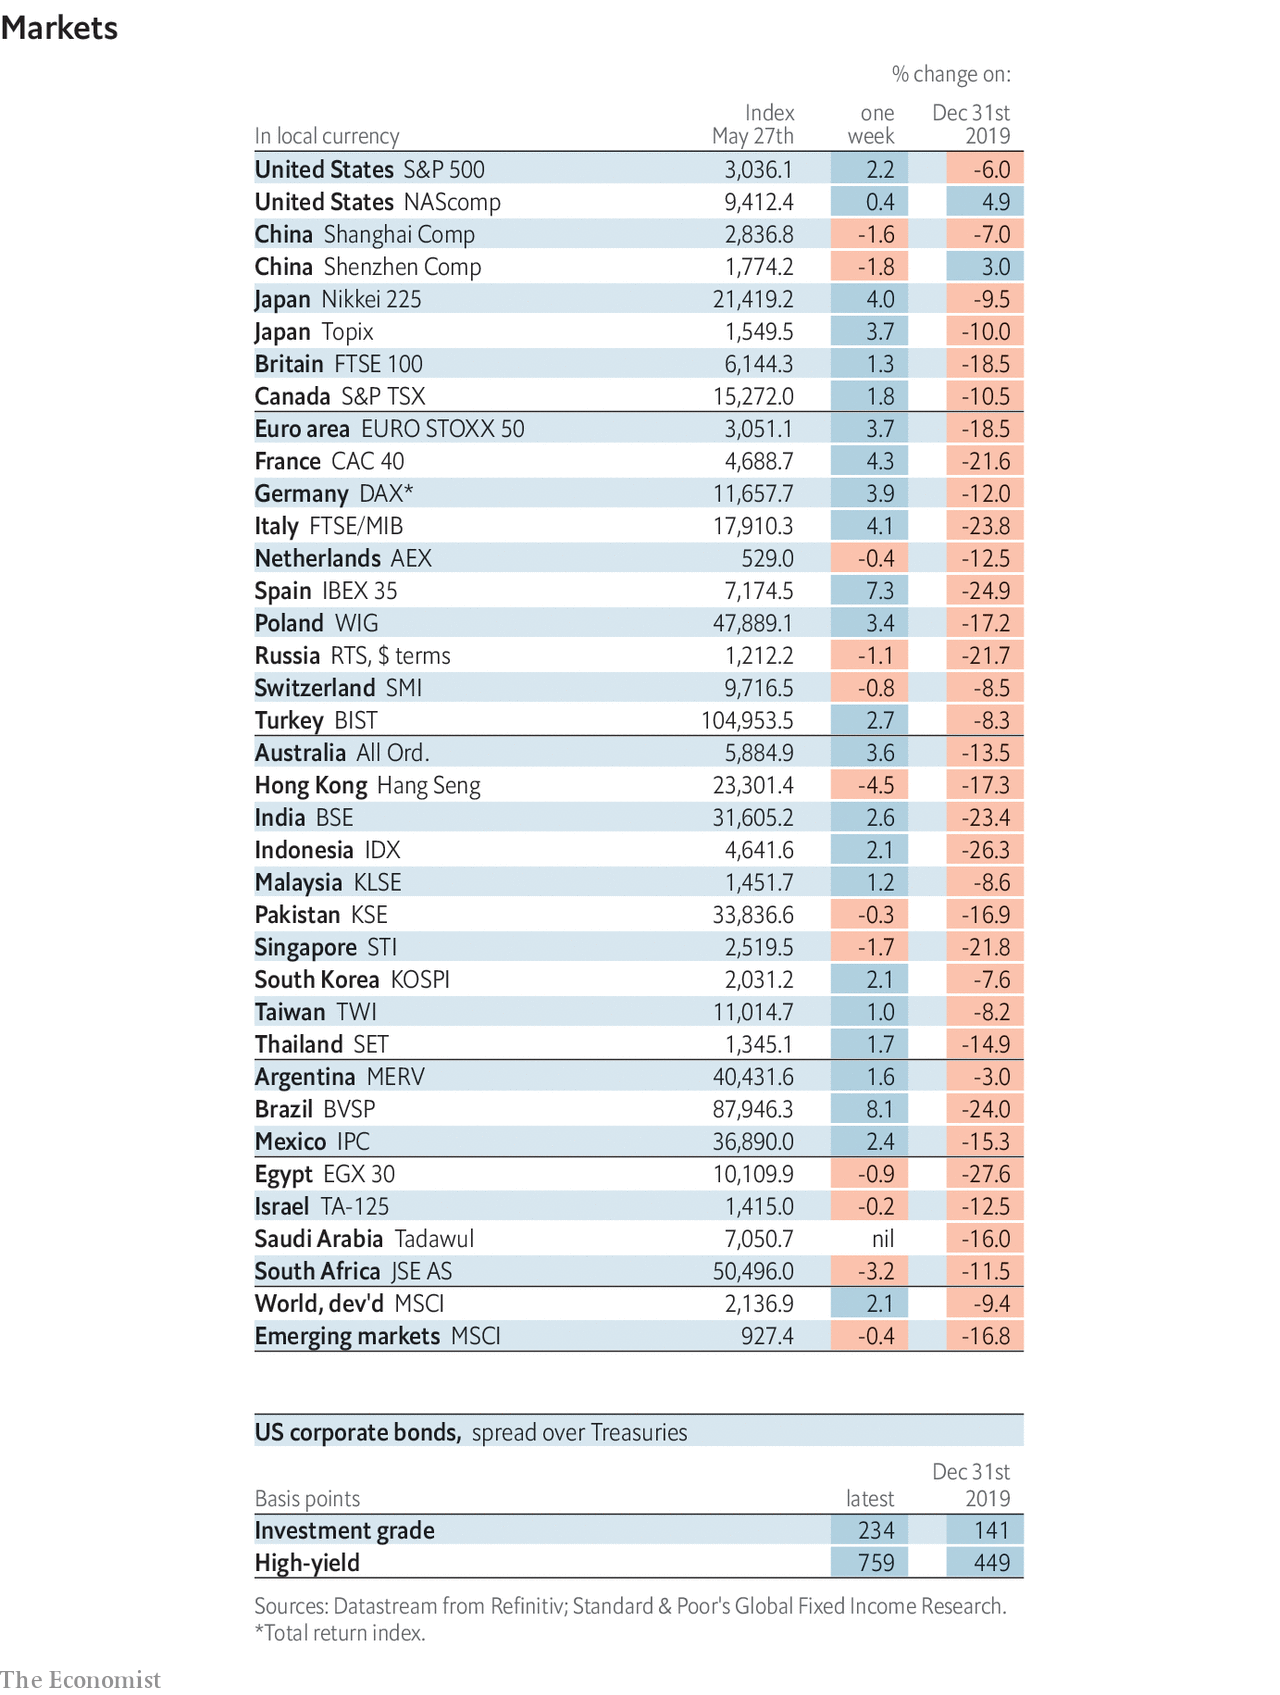 Markets
% change on:
Index one Dec 31st
In local currency May 27th week 2019
United States S&P 500 3,036.1 2.2 -6.0
United States NAScomp 9,412.4 0.4 4.9
China Shanghai Comp 2,836.8 -1.6 -7.0
China Shenzhen Comp 1,774.2 -1.8 3.0
Japan Nikkei 225 21,419.2 4.0 -9.5
Japan Topix 1,549.5 3.7 -10.0
Britain FTSE 100 6,144.3 1.3 -18.5
Canada S&P TSX 15,272.0 1.8 -10.5
Euro area EURO STOXX 50 3,051.1 3.7 -18.5
France CAC 40 4,688.7 4.3 -21.6
Germany DAX* 11,657.7 3.9 -12.0
Italy FTSE/MIB 17,910.3 4.1 -23.8
Netherlands AEX 529.0 -0.4 -12.5
Spain IBEX 35 7,174.5 7.3 -24.9
Poland WIG 47,889.1 3.4 -17.2
Russia RTS, $ terms 1,212.2 -1.1 -21.7
Switzerland SMI 9,716.5 -0.8 -8.5
Turkey BIST 104,953.5 2.7 -8.3
Australia All Ord. 5,884.9 3.6 -13.5
Hong Kong Hang Seng 23,301.4 -4.5 -17.3
India BSE 31,605.2 2.6 -23.4
Indonesia IDX 4,641.6 2.1 -26.3
Malaysia KLSE 1,451.7 1.2 -8.6
Pakistan KSE 33,836.6 -0.3 -16.9
Singapore STI 2,519.5 -1.7 -21.8
South Korea KOSPI 2,031.2 2.1 -7.6
Taiwan TWI 11,014.7 1.0 -8.2
Thailand SET 1,345.1 1.7 -14.9
Argentina MERV 40,431.6 1.6 -3.0
Brazil BVSP 87,946.3 8.1 -24.0
Mexico IPC 36,890.0 2.4 -15.3
Egypt EGX 30 10,109.9 -0.9 -27.6
Israel TA-125 1,415.0 -0.2 -12.5
Saudi Arabia Tadawul 7,050.7 nil -16.0
South Africa JSE AS 50,496.0 -3.2 -11.5
World, dev'd MSCI 2,136.9 2.1 -9.4
Emerging markets MSCI 927.4 -0.4 -16.8
US corporate bonds, spread over Treasuries
Dec 31st
Basis points latest 2019
Investment grade 234 141
High-yield 759 449
Sources: Datastream from Refinitiv; Standard & Poor's Global Fixed Income Research.
*Total return index.
The Economist